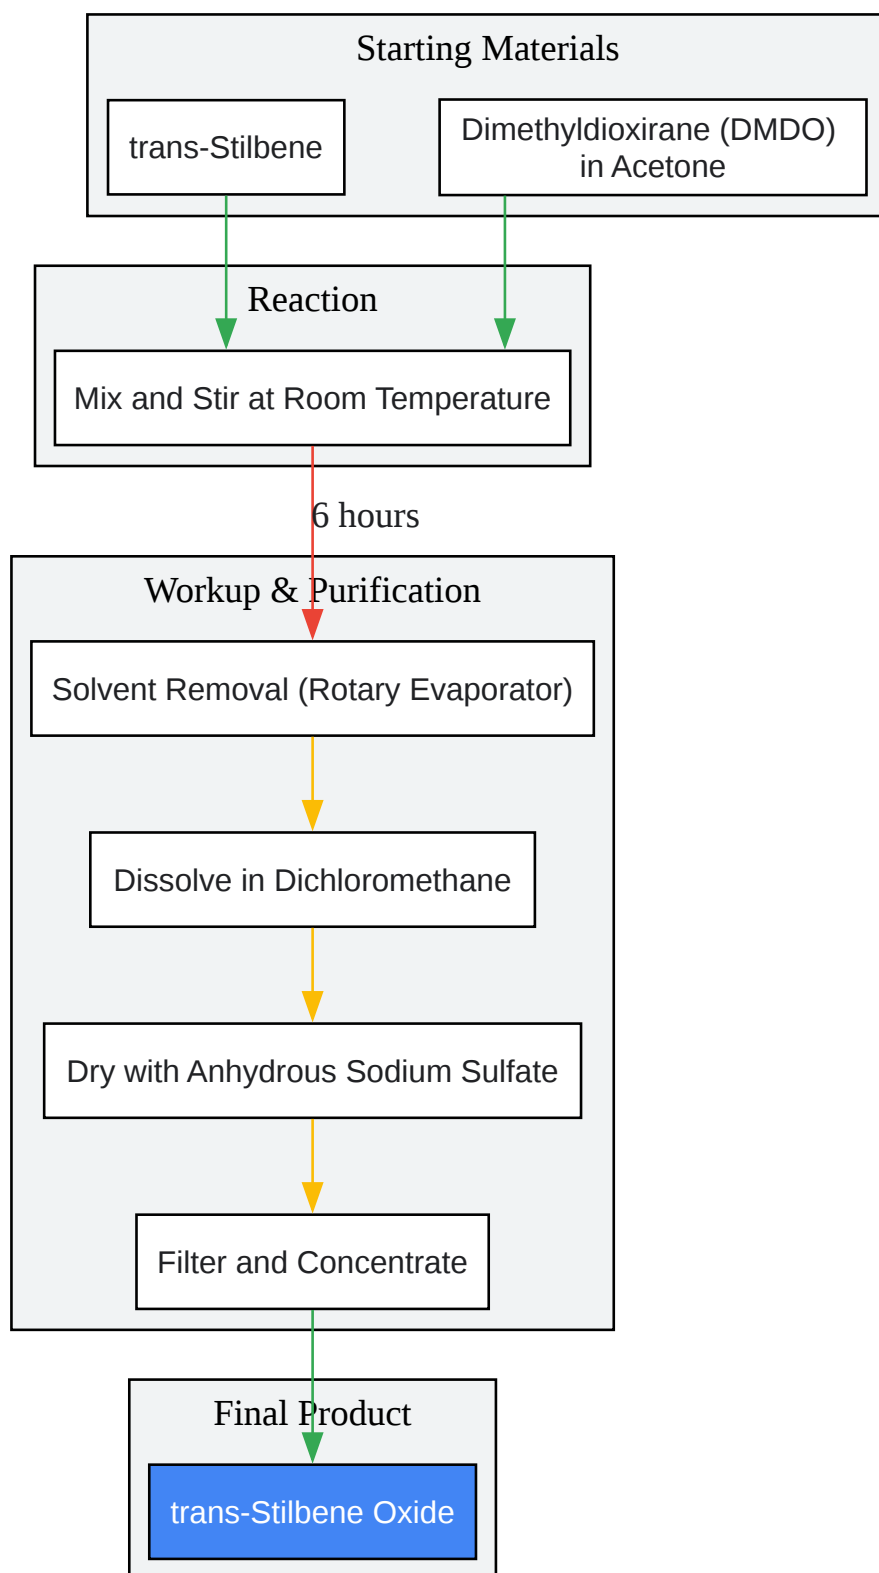 Starting Materials
trans-Stilbene
Dimethyldioxirane (DMDO)
in Acetone
Reaction
Mix and Stir at Room Temperature
6 hours
Workup & Purification
Solvent Removal (Rotary Evaporator)
Dissolve in Dichloromethane
Dry with Anhydrous Sodium Sulfate
Filter and Concentrate
Final Product
trans-Stilbene Oxide